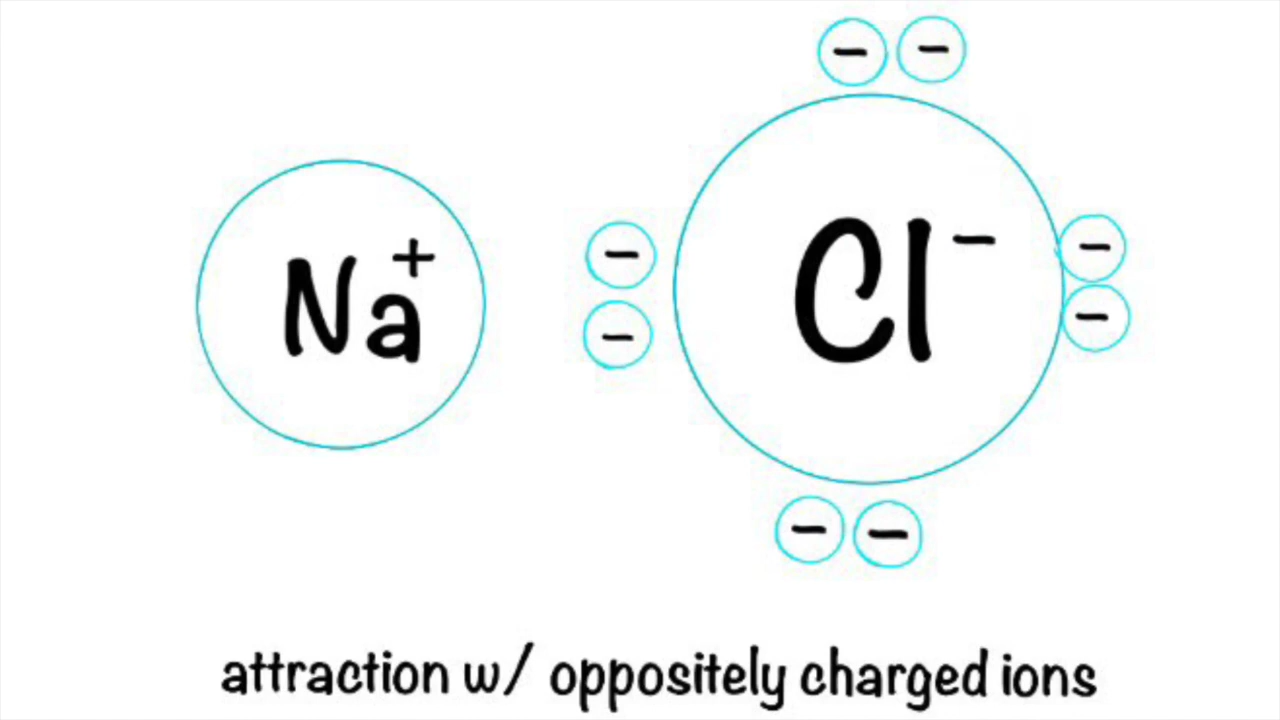 − −
Na⁺ − Cl⁻ −
− −
− −
attraction w/ oppositely charged ions